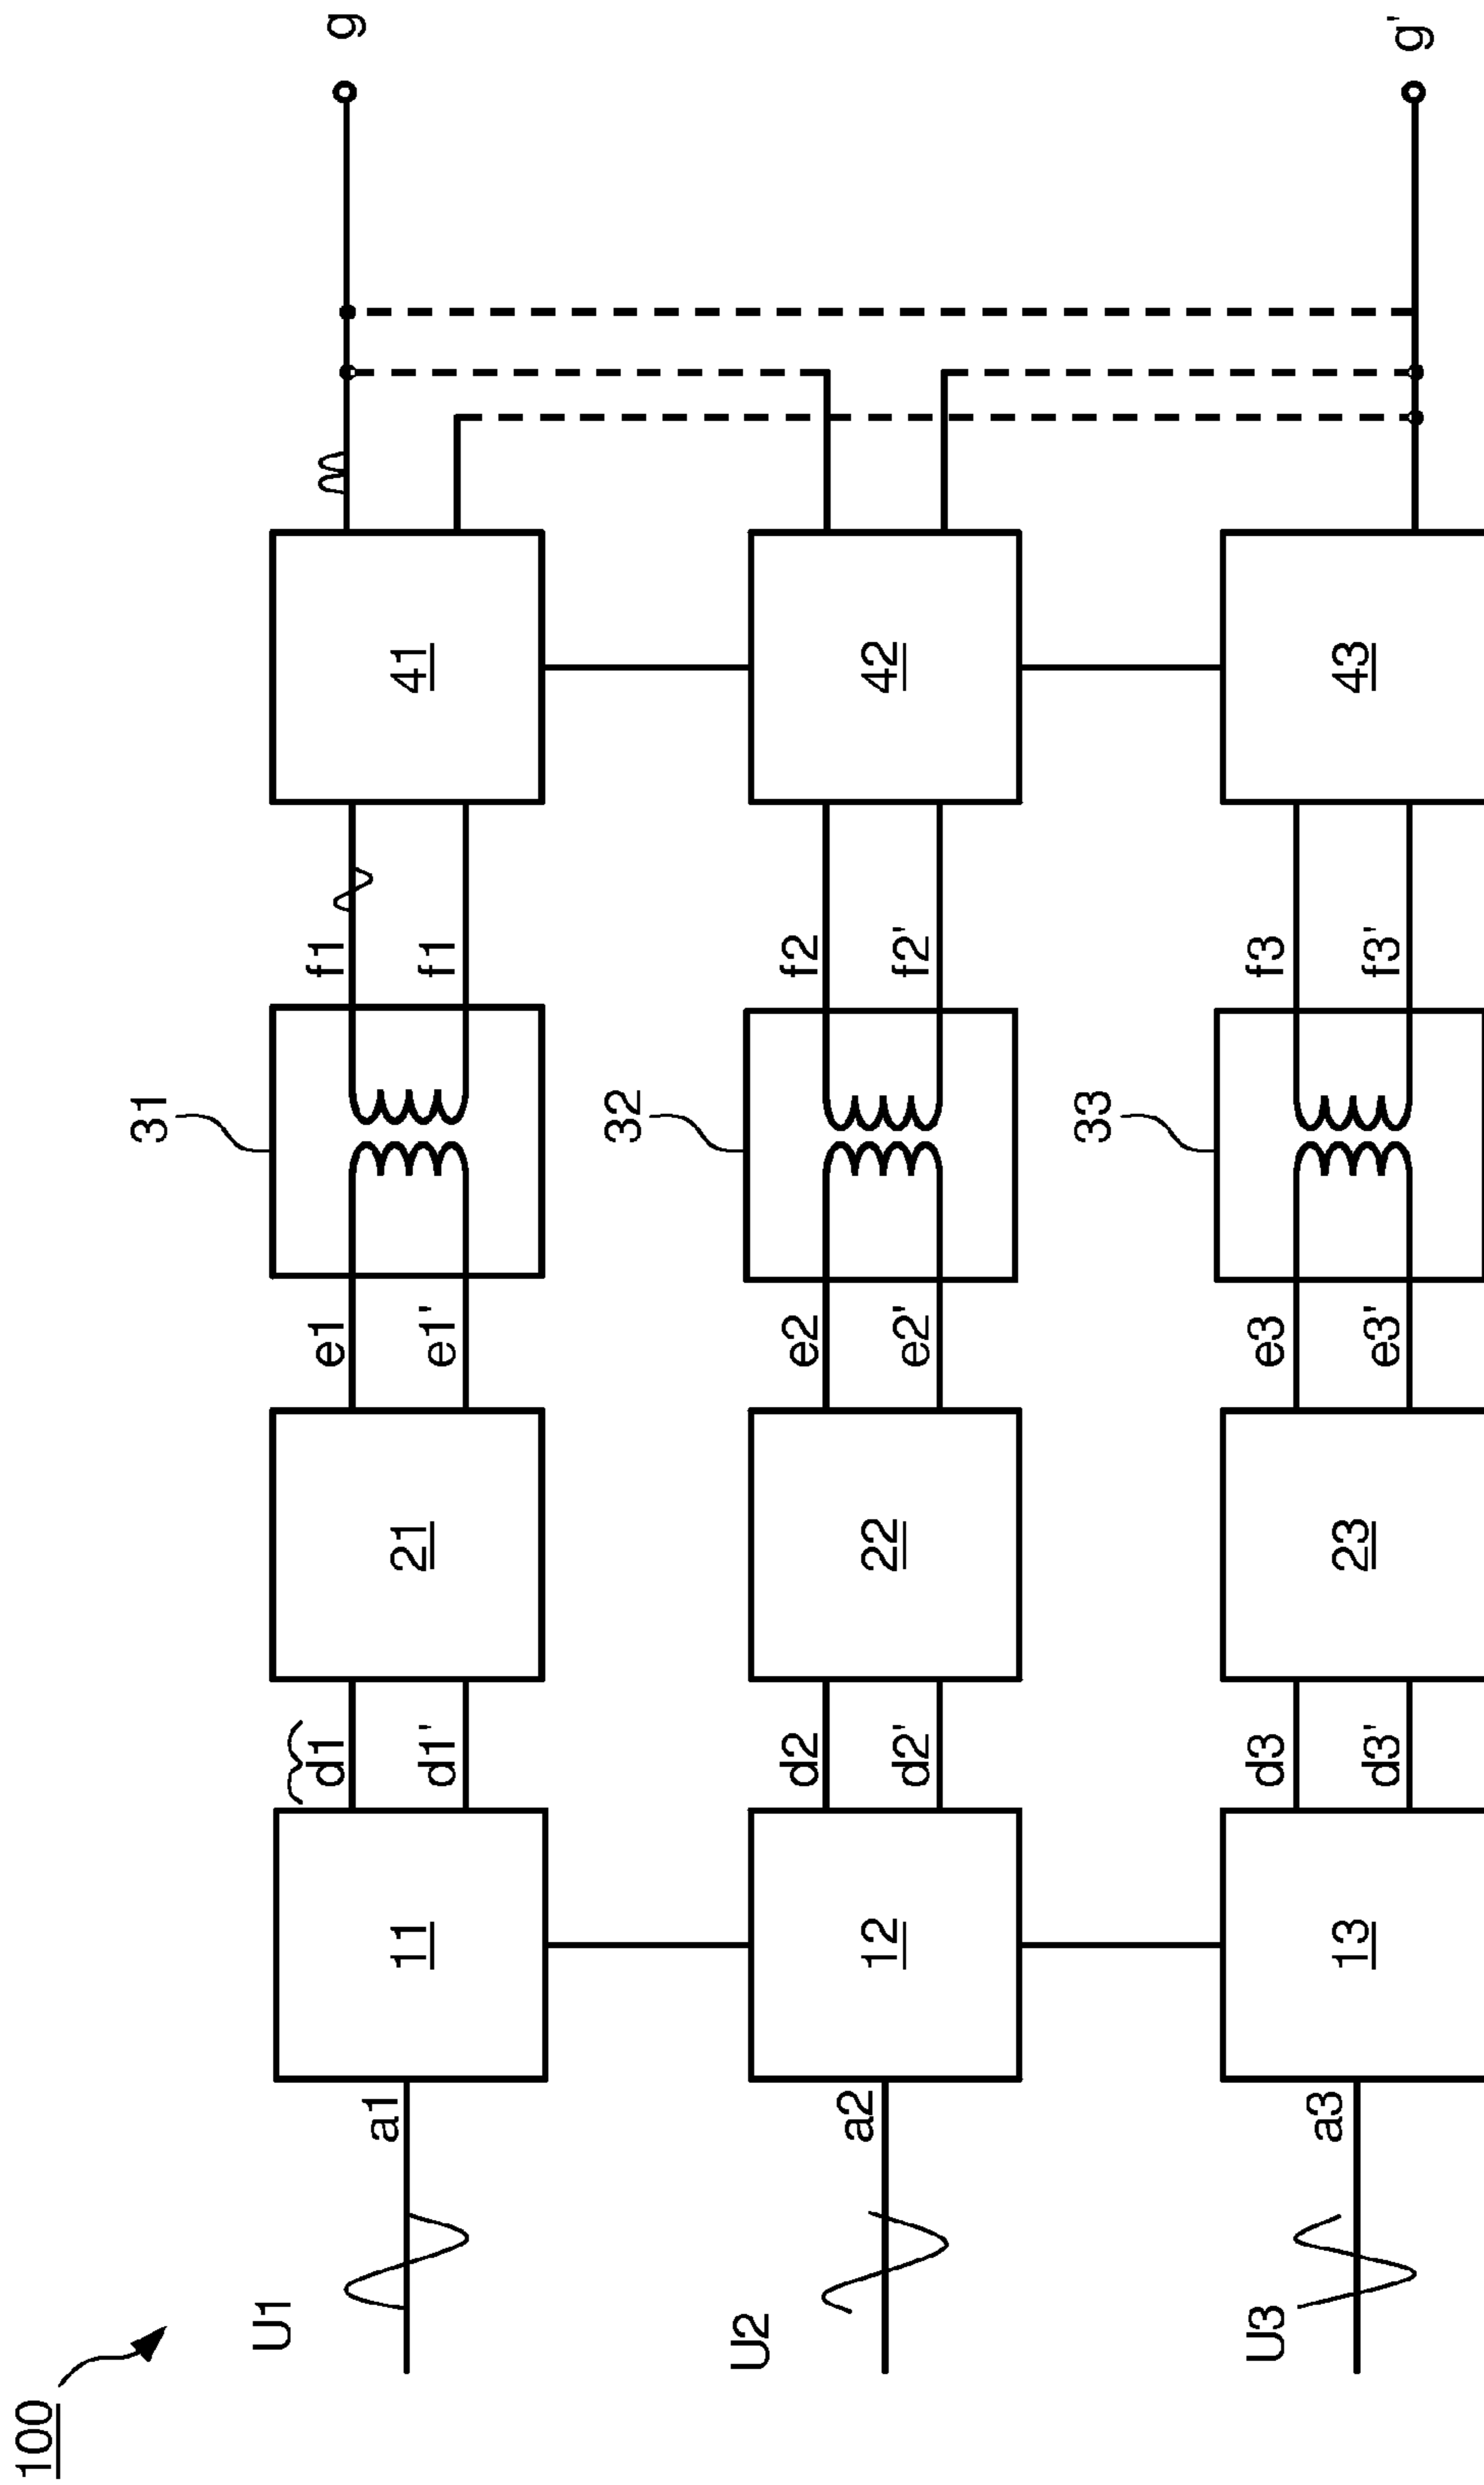 100
U1
a1
11
d1
d1'
21
e1
e1'
31
f1
f1
41
g
U2
a2
12
d2
d2'
22
e2
e2'
32
f2
f2'
42
U3
a3
13
d3
d3'
23
e3
e3'
33
f3
f3'
43
g'